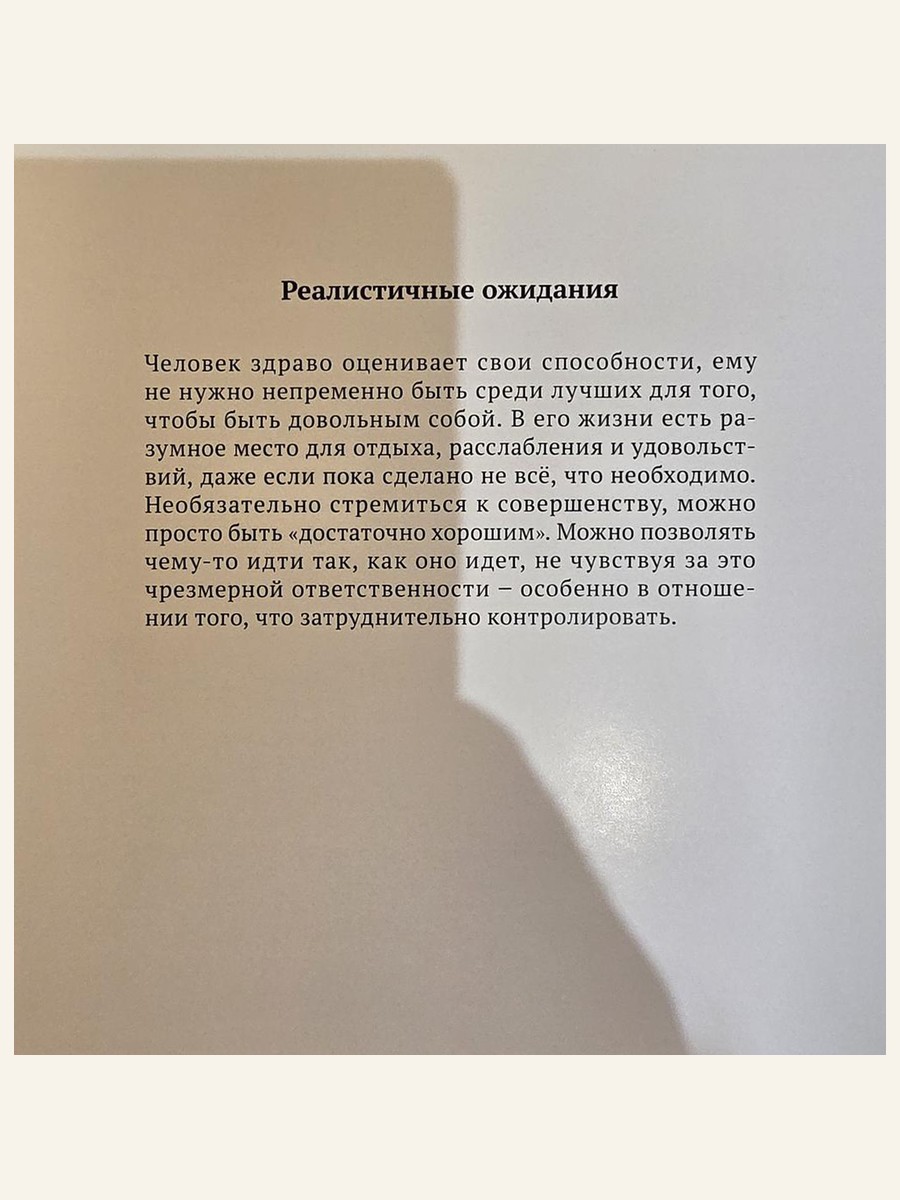 Реалистичные ожидания
Человек здраво оценивает свои способности, ему
не нужно непременно быть среди лучших для того,
чтобы быть довольным собой. В его жизни есть ра-
зумное место для отдыха, расслабления и удовольст-
вий, даже если пока сделано не всё, что необходимо.
Необязательно стремиться к совершенству, можно
просто быть «достаточно хорошим». Можно позволять
чему-то идти так, как оно идет, не чувствуя за это
чрезмерной ответственности – особенно в отноше-
нии того, что затруднительно контролировать.